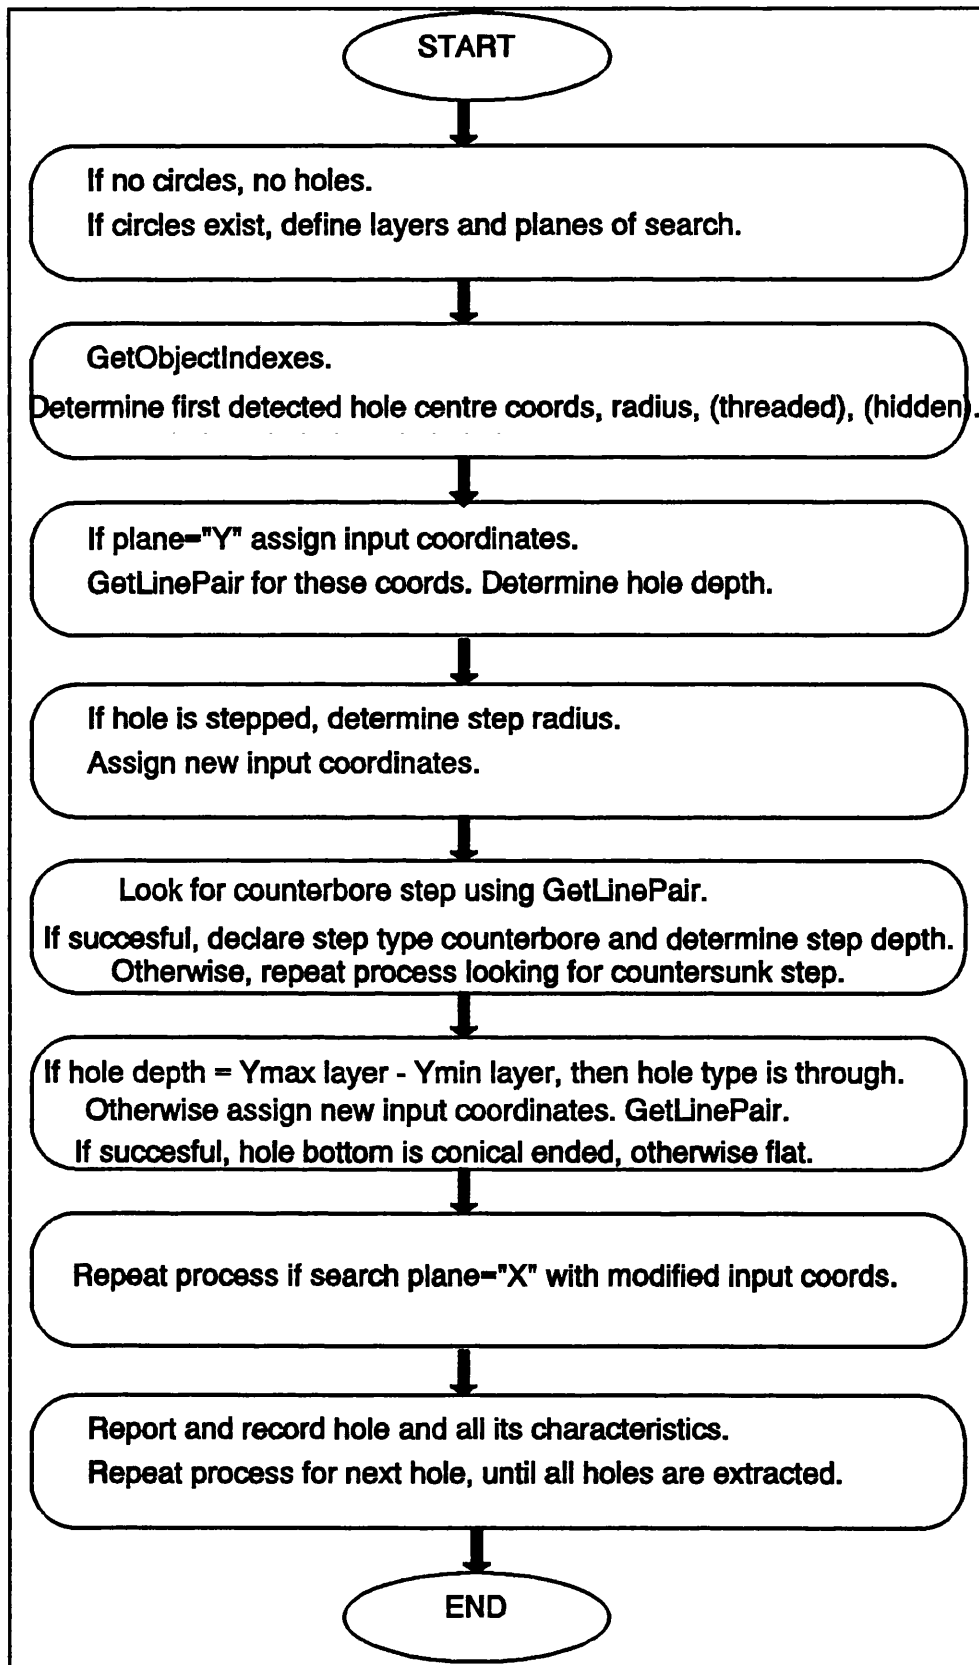 START
If no circles, no holes.
If circles exist, define layers and planes of search.
GetObjectIndexes.
Determine first detected hole centre coords, radius, (threaded), (hidden).
If plane="Y" assign input coordinates.
GetLinePair for these coords. Determine hole depth.
If hole is stepped, determine step radius.
Assign new input coordinates.
Look for counterbore step using GetLinePair.
If succesful, declare step type counterbore and determine step depth.
Otherwise, repeat process looking for countersunk step.
If hole depth = Ymax layer - Ymin layer, then hole type is through.
Otherwise assign new input coordinates. GetLinePair.
If succesful, hole bottom is conical ended, otherwise flat.
Repeat process if search plane="X" with modified input coords.
Report and record hole and all its characteristics.
Repeat process for next hole, until all holes are extracted.
END